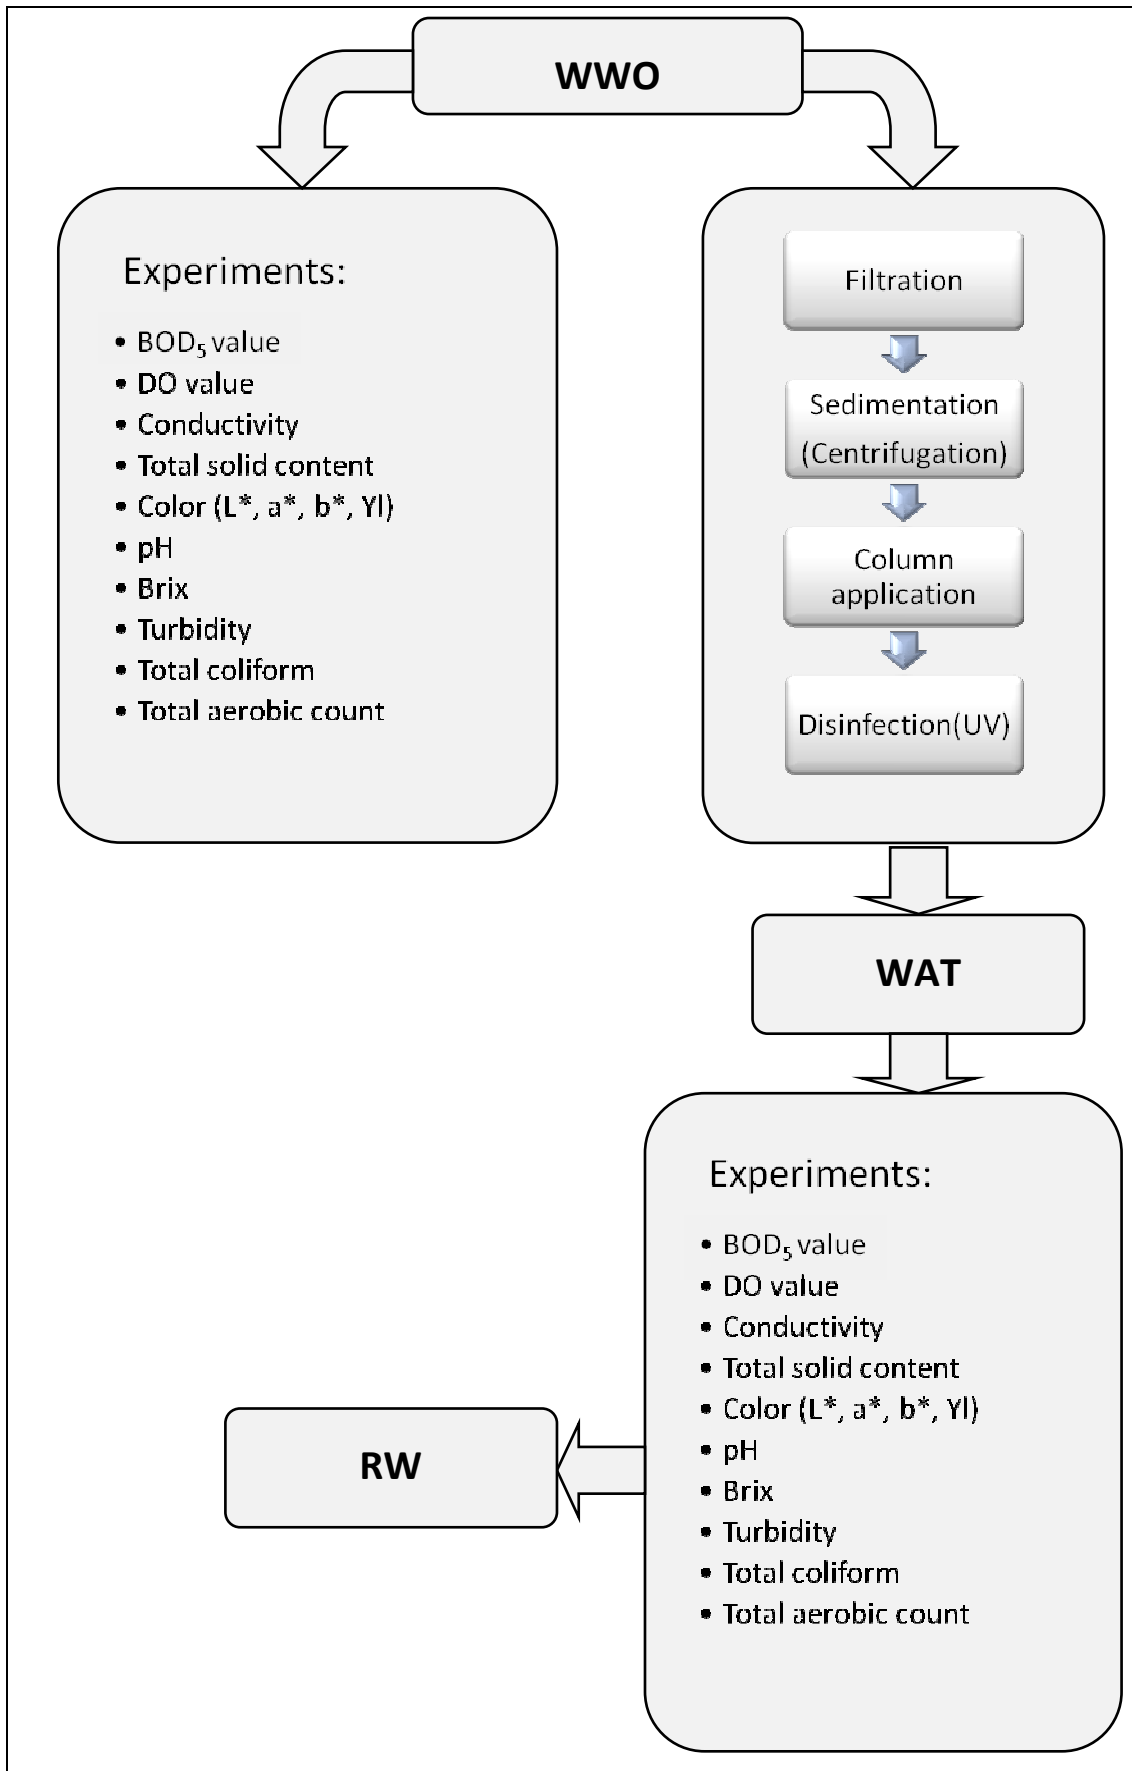 WWO
Experiments:
• BOD₅ value
• DO value
• Conductivity
• Total solid content
• Color (L*, a*, b*, YI)
• pH
• Brix
• Turbidity
• Total coliform
• Total aerobic count
Filtration
Sedimentation
(Centrifugation)
Column
application
Disinfection(UV)
WAT
Experiments:
• BOD₅ value
• DO value
• Conductivity
• Total solid content
• Color (L*, a*, b*, YI)
• pH
• Brix
• Turbidity
• Total coliform
• Total aerobic count
RW